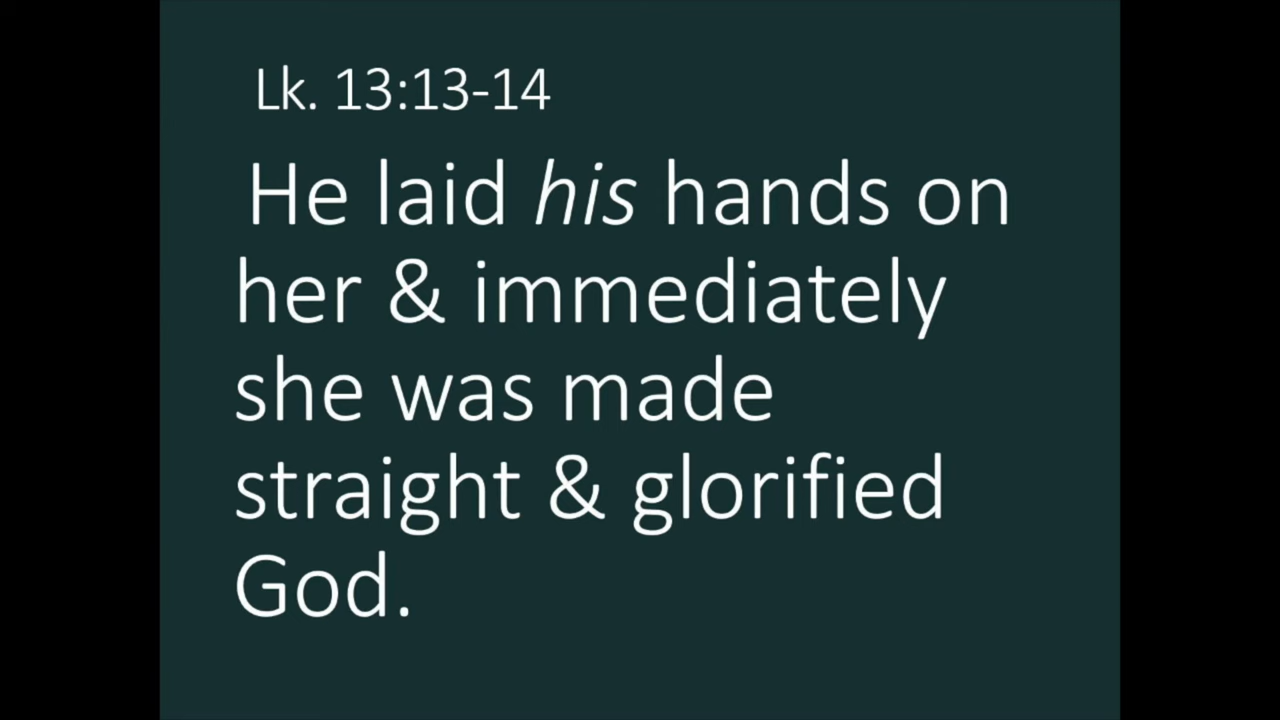 Lk. 13:13-14
He laid his hands on
her & immediately
she was made
straight & glorified
God.